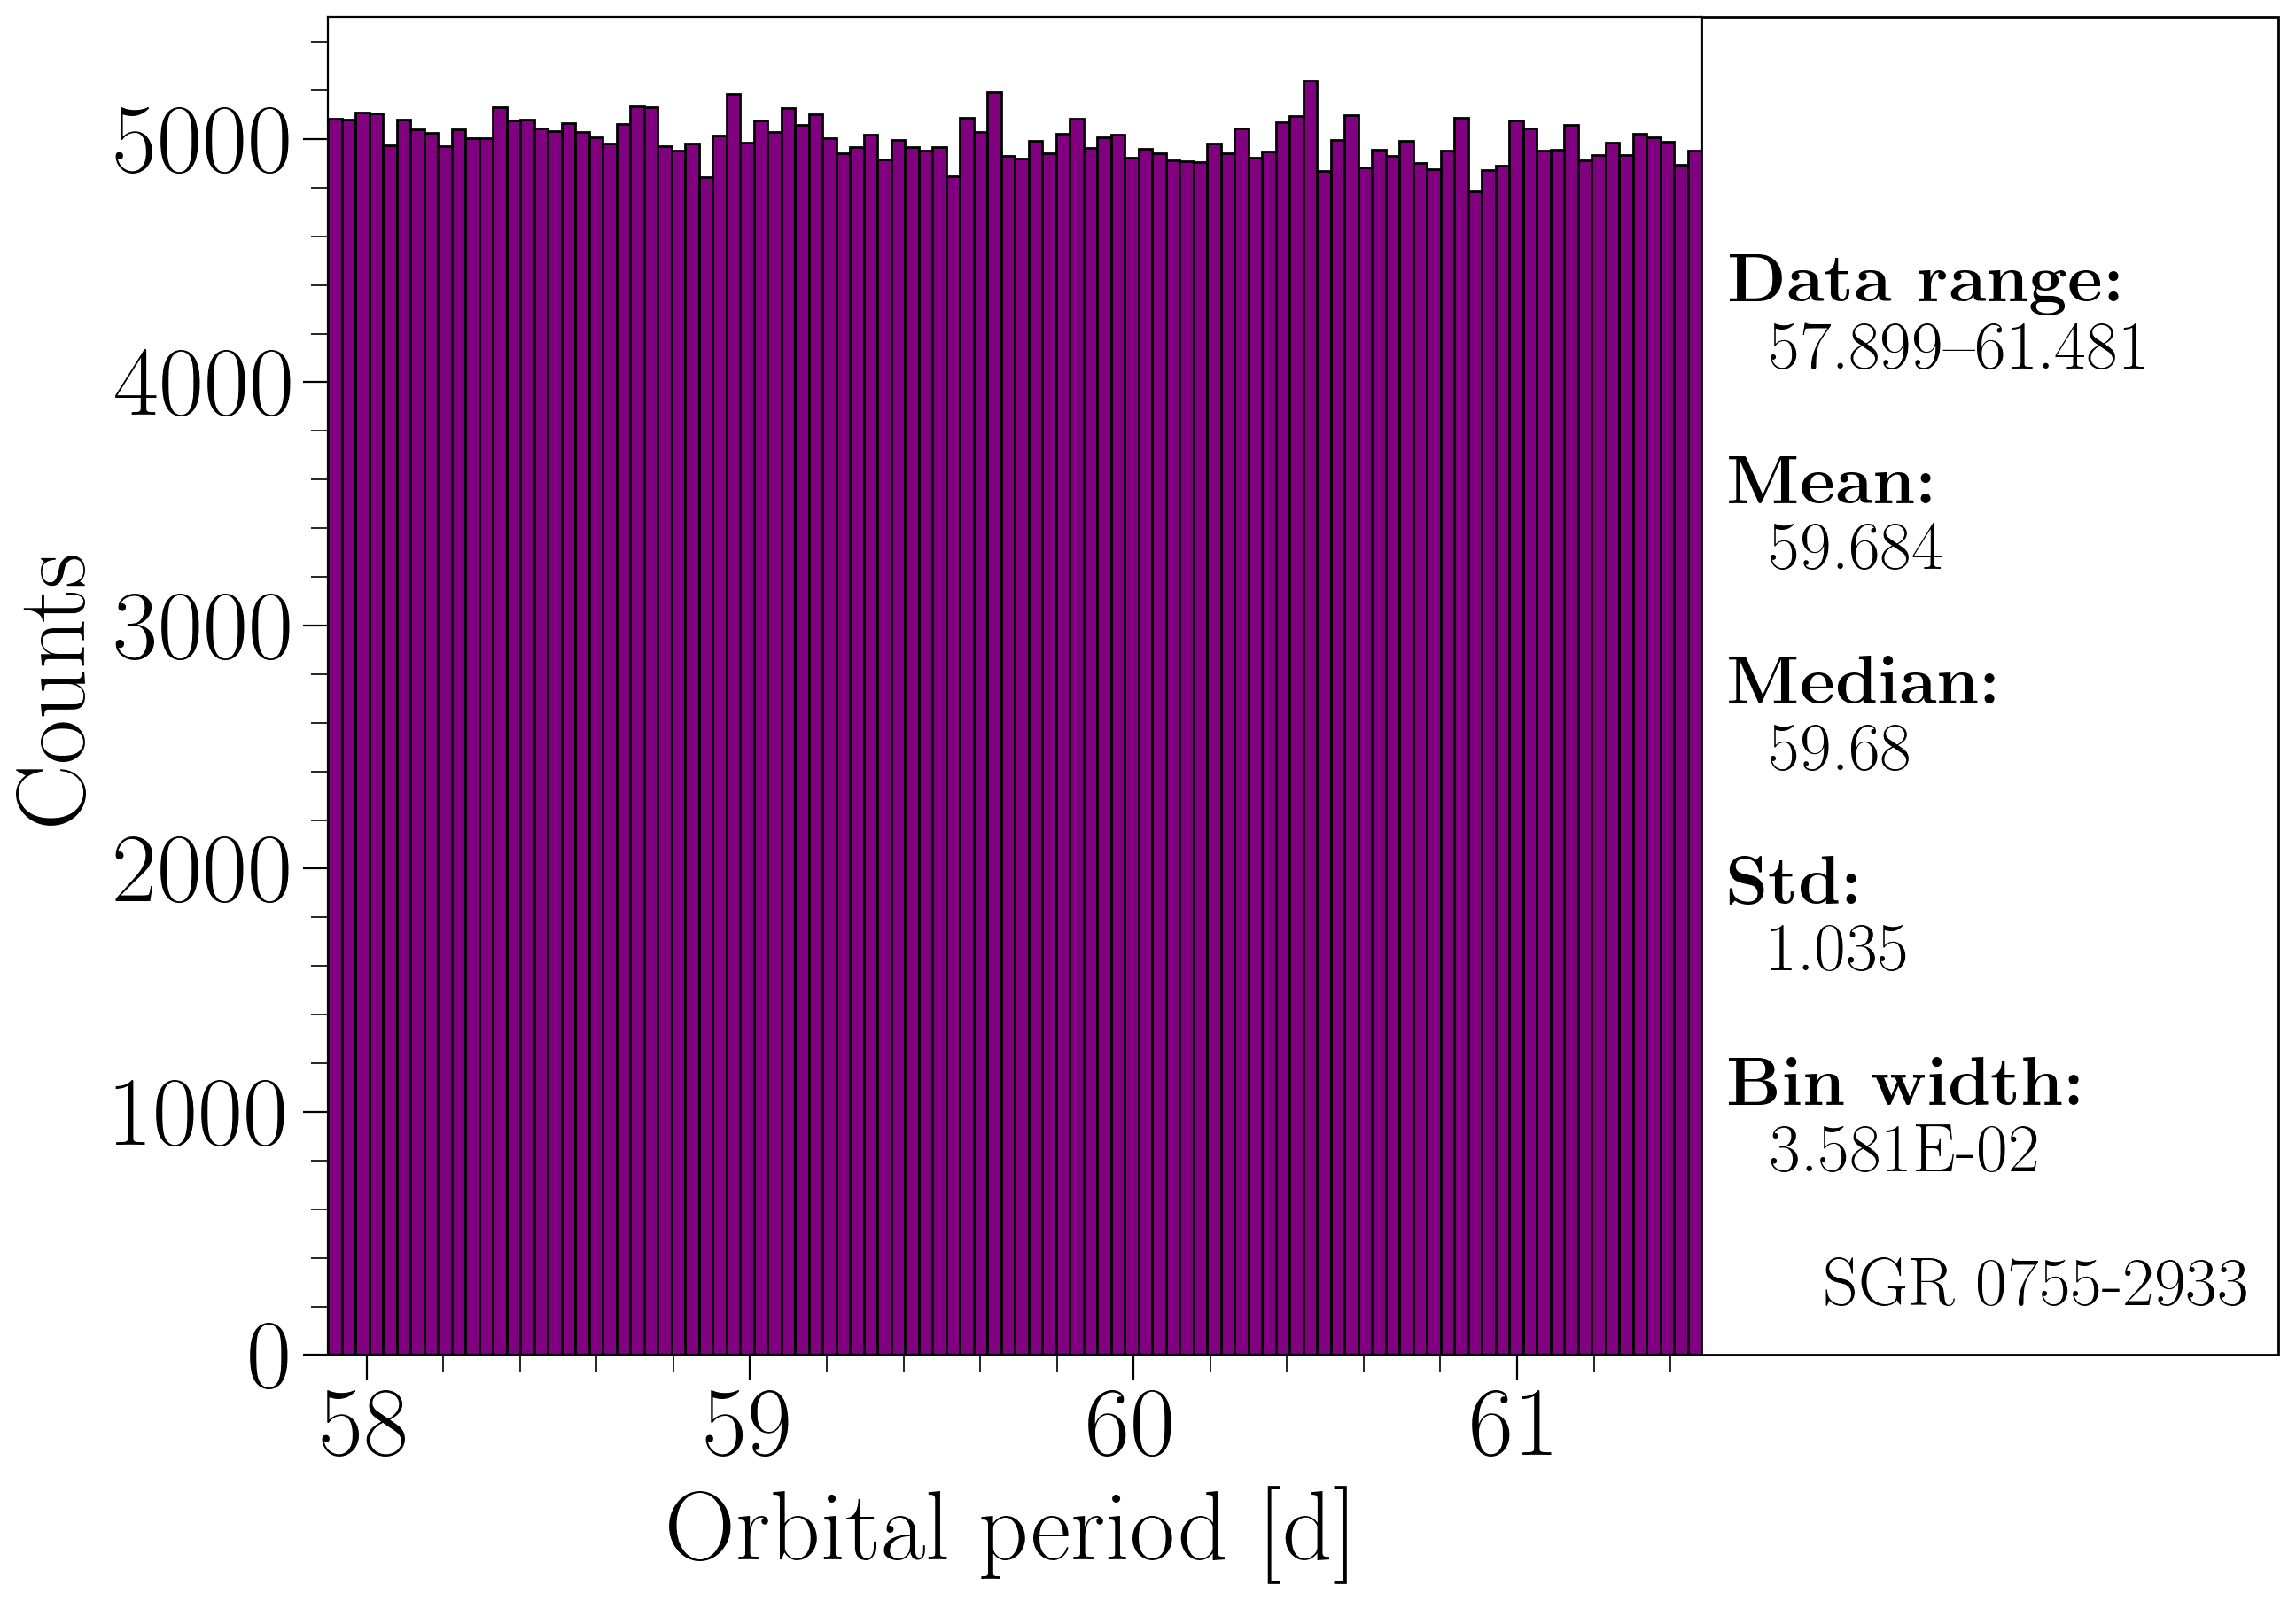 5000
4000
3000
2000
1000
0
Counts
58 59 60 61
Orbital period [d]
Data range:
57.899–61.481
Mean:
59.684
Median:
59.68
Std:
1.035
Bin width:
3.581E-02
SGR 0755-2933